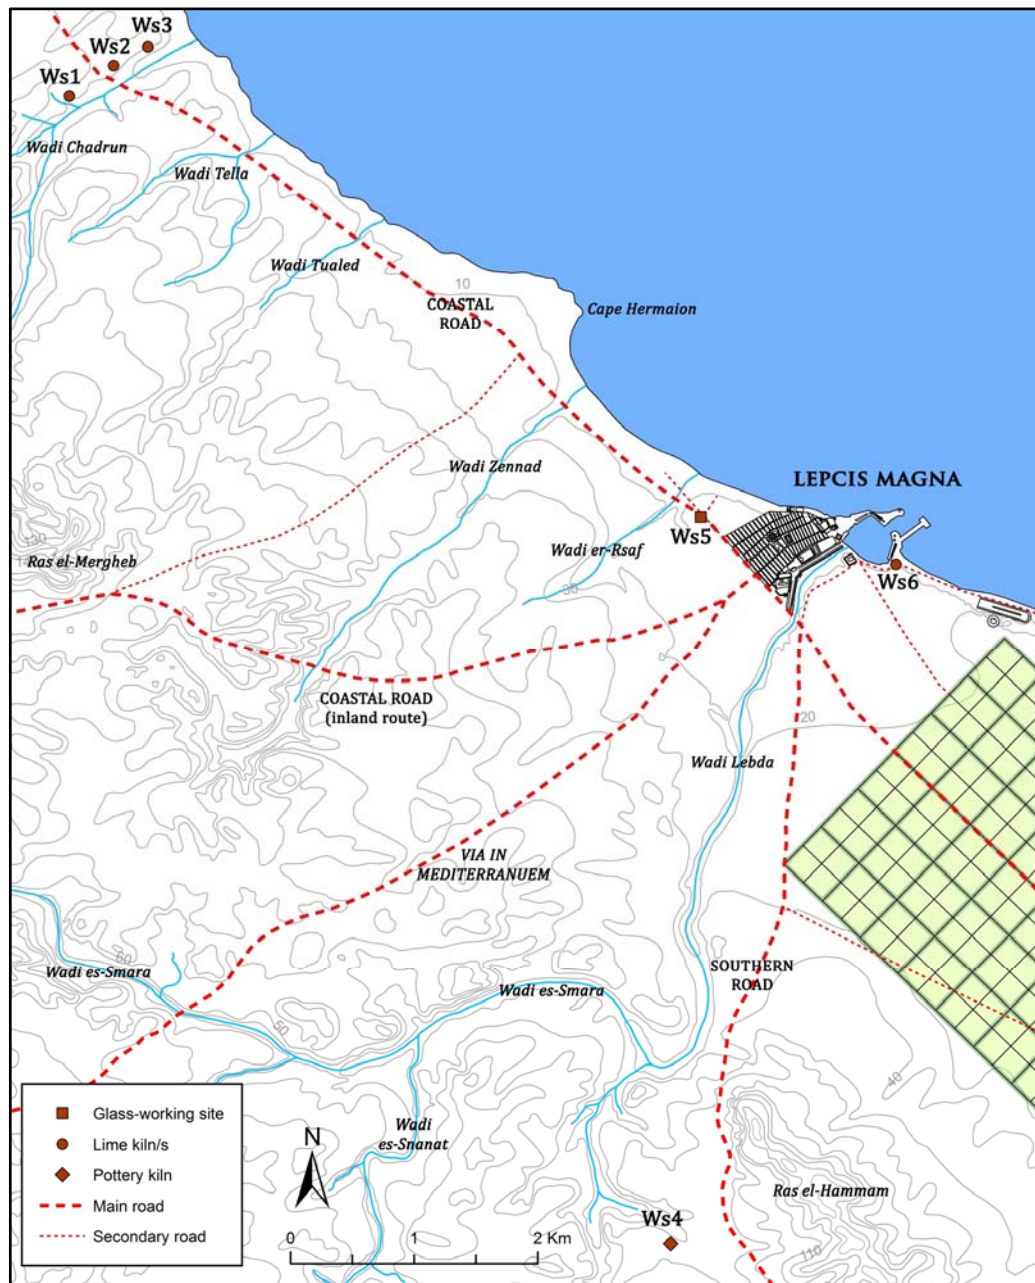 Ws3
Ws2
Ws1
Wadi Chadrun
Wadi Tella
Wadi Tualed
10
COASTAL
ROAD
Cape Hermaion
Wadi Zennad
LEPCIS MAGNA
Ws5
Wadi er-Rsaf
Ws6
Ras el-Mergheb
30
COASTAL ROAD
(inland route)
20
Wadi Lebda
VIA IN
MEDITERRANUEM
60
Wadi es-Smara
Wadi es-Smara
SOUTHERN
ROAD
50
40
Glass-working site
Lime kiln/s
Pottery kiln
Main road
Secondary road
Wadi
es-Snanat
N
0
2 Km
Ws4
Ras el-Hammam
110